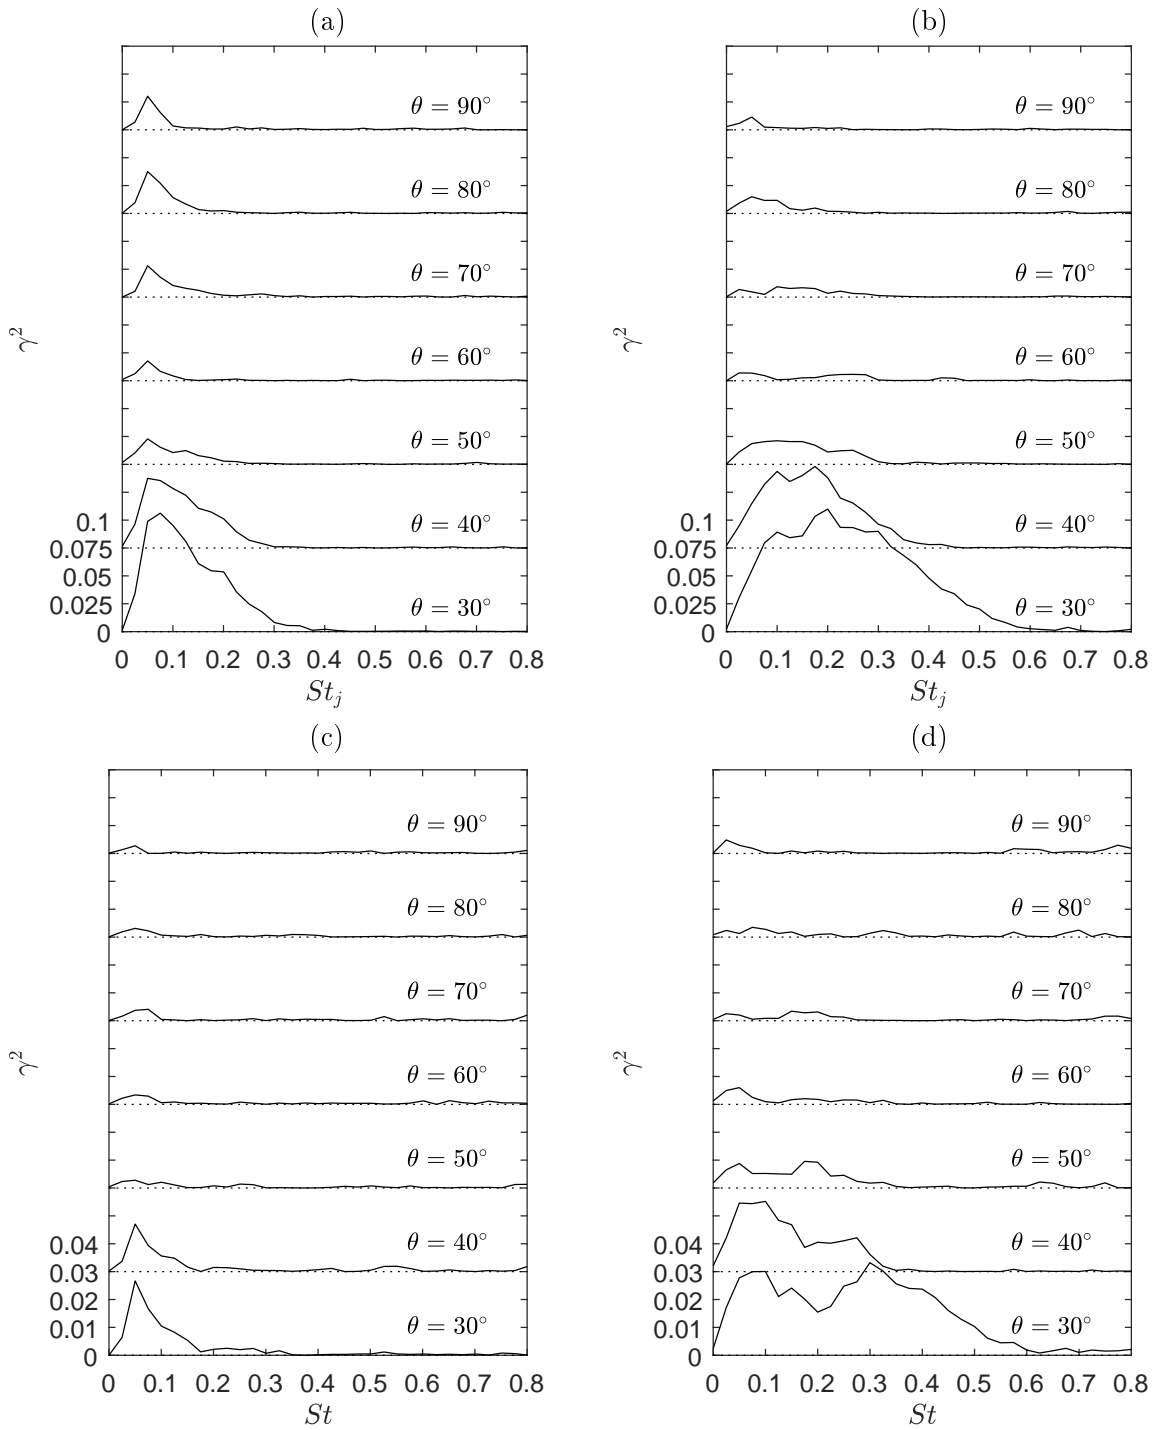 (a)
θ = 90°
θ = 80°
θ = 70°
θ = 60°
θ = 50°
θ = 40°
θ = 30°
0.1
0.075
0.05
0.025
0
0 0.1 0.2 0.3 0.4 0.5 0.6 0.7 0.8
γ²
St_j
(b)
θ = 90°
θ = 80°
θ = 70°
θ = 60°
θ = 50°
θ = 40°
θ = 30°
0.1
0.075
0.05
0.025
0
0 0.1 0.2 0.3 0.4 0.5 0.6 0.7 0.8
γ²
St_j
(c)
θ = 90°
θ = 80°
θ = 70°
θ = 60°
θ = 50°
θ = 40°
θ = 30°
0.04
0.03
0.02
0.01
0
0 0.1 0.2 0.3 0.4 0.5 0.6 0.7 0.8
γ²
St
(d)
θ = 90°
θ = 80°
θ = 70°
θ = 60°
θ = 50°
θ = 40°
θ = 30°
0.04
0.03
0.02
0.01
0
0 0.1 0.2 0.3 0.4 0.5 0.6 0.7 0.8
γ²
St